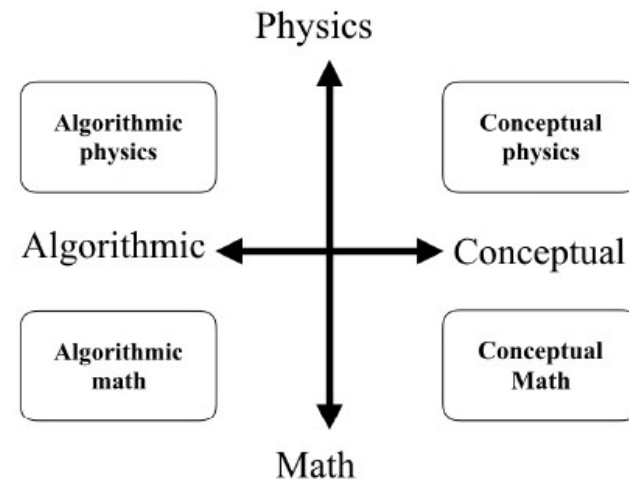 Physics
Algorithmic
physics
Conceptual
physics
Algorithmic
Conceptual
Algorithmic
math
Conceptual
Math
Math